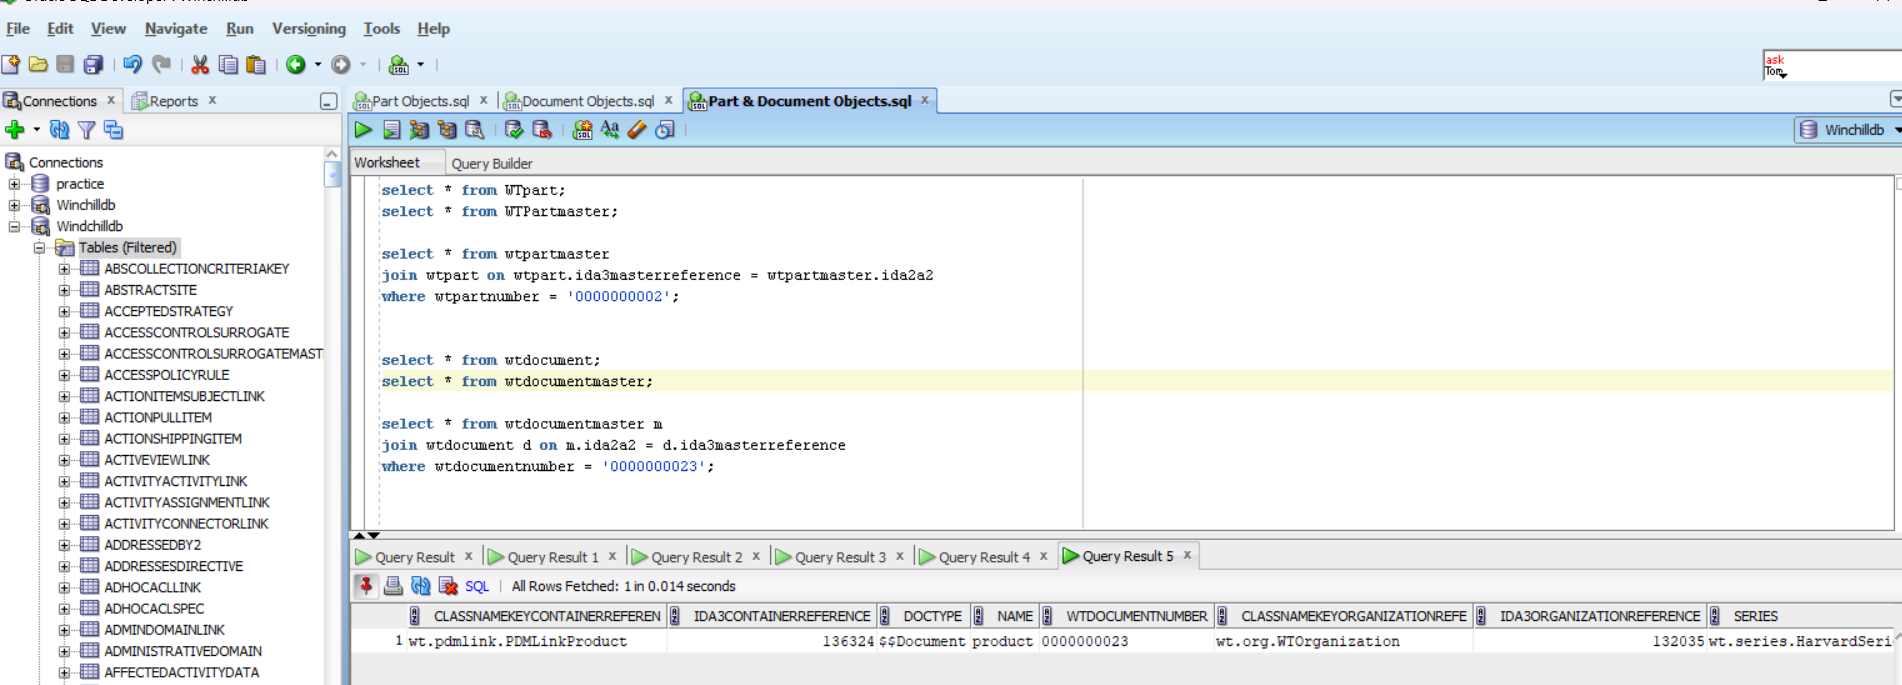 File Edit View Navigate Run Versioning Tools Help
ask
Tom
Connections x Reports x
Part Objects.sql x Document Objects.sql x Part & Document Objects.sql x
SQL
Aa
Winchilldb
Worksheet Query Builder
Connections
practice
Winchilldb
Windchilldb
Tables (Filtered)
ABSCOLLECTIONCRITERIAKEY
ABSTRACTSITE
ACCEPTEDSTRATEGY
ACCESSCONTROLSURROGATE
ACCESSCONTROLSURROGATEMAST
ACCESSPOLICYRULE
ACTIONITEMSUBJECTLINK
ACTIONPULLITEM
ACTIONSHIPPINGITEM
ACTIVEVIEWLINK
ACTIVITYACTIVITYLINK
ACTIVITYASSIGNMENTLINK
ACTIVITYCONNECTORLINK
ADDRESSEDBY2
ADDRESSESDIRECTIVE
ADHOCACLLINK
ADHOCACLSPEC
ADMINDOMAINLINK
ADMINISTRATIVEDOMAIN
AFFECTEDACTIVITYDATA
select * from WTpart;
select * from WTPartmaster;
select * from wtpartmaster
join wtpart on wtpart.ida3masterreference = wtpartmaster.ida2a2
where wtpartnumber = '0000000002';
select * from wtdocument;
select * from wtdocumentmaster;
select * from wtdocumentmaster m
join wtdocument d on m.ida2a2 = d.ida3masterreference
where wtdocumentnumber = '0000000023';
Query Result x Query Result 1 x Query Result 2 x Query Result 3 x Query Result 4 x Query Result 5 x
SQL | All Rows Fetched: 1 in 0.014 seconds
CLASSNAMEKEYCONTAINERREFEREN IDA3CONTAINERREFERENCE DOCTYPE NAME WTDOCUMENTNUMBER CLASSNAMEKEYORGANIZATIONREFE IDA3ORGANIZATIONREFERENCE SERIES
1 wt.pdmlink.PDMLinkProduct 136324 $$Document product 0000000023 wt.org.WTOrganization 132035 wt.series.HarvardSeri